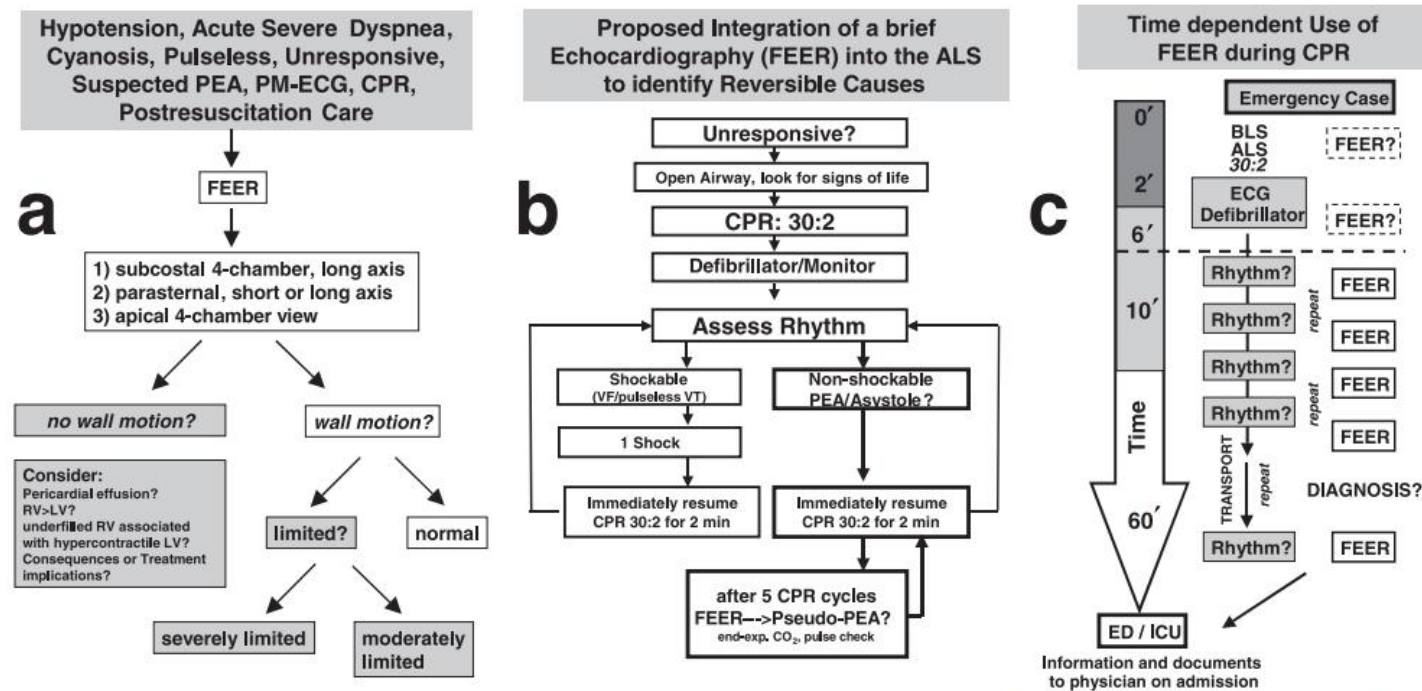 Hypotension, Acute Severe Dyspnea,
Cyanosis, Pulseless, Unresponsive,
Suspected PEA, PM-ECG, CPR,
Postresuscitation Care
FEER
a
1) subcostal 4-chamber, long axis
2) parasternal, short or long axis
3) apical 4-chamber view
no wall motion?
wall motion?
Consider:
Pericardial effusion?
RV>LV?
underfilled RV associated
with hypercontractile LV?
Consequences or Treatment
implications?
limited?
normal
severely limited
moderately
limited
Proposed Integration of a brief
Echocardiography (FEER) into the ALS
to identify Reversible Causes
b
Unresponsive?
Open Airway, look for signs of life
CPR: 30:2
Defibrillator/Monitor
Assess Rhythm
Shockable
(VF/pulseless VT)
1 Shock
Immediately resume
CPR 30:2 for 2 min
Non-shockable
PEA/Asystole?
Immediately resume
CPR 30:2 for 2 min
after 5 CPR cycles
FEER--->Pseudo-PEA?
end-exp. CO₂, pulse check
Time dependent Use of
FEER during CPR
c
0′
2′
6′
10′
Time
60′
Emergency Case
BLS
ALS
30:2
FEER?
ECG
Defibrillator
FEER?
Rhythm?
FEER
repeat
Rhythm?
FEER
Rhythm?
FEER
repeat
Rhythm?
FEER
TRANSPORT
repeat
DIAGNOSIS?
Rhythm?
FEER
ED / ICU
Information and documents
to physician on admission